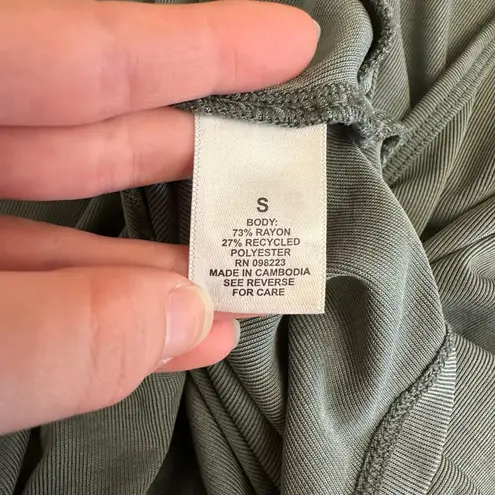 S
BODY:
73% RAYON
27% RECYCLED
POLYESTER
RN 098223
MADE IN CAMBODIA
SEE REVERSE
FOR CARE